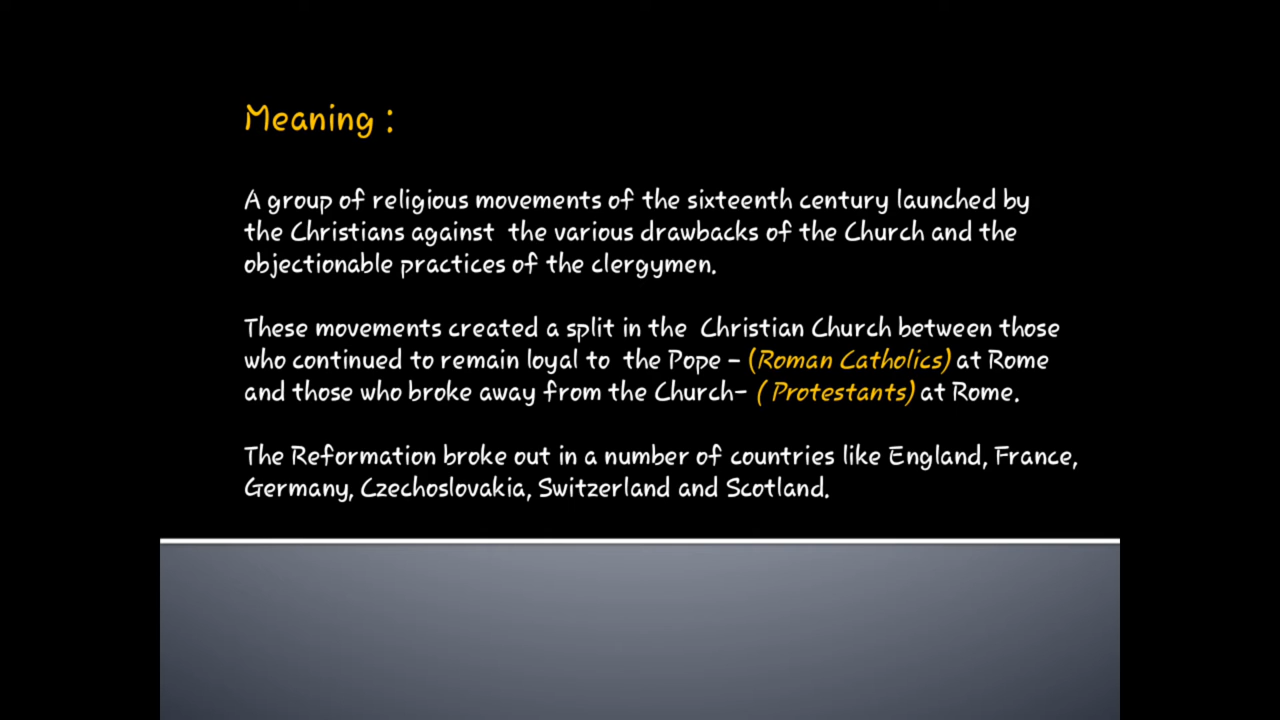 Meaning :
A group of religious movements of the sixteenth century launched by
the Christians against the various drawbacks of the Church and the
objectionable practices of the clergymen.
These movements created a split in the Christian Church between those
who continued to remain loyal to the Pope – (Roman Catholics) at Rome
and those who broke away from the Church– ( Protestants) at Rome.
The Reformation broke out in a number of countries like England, France,
Germany, Czechoslovakia, Switzerland and Scotland.